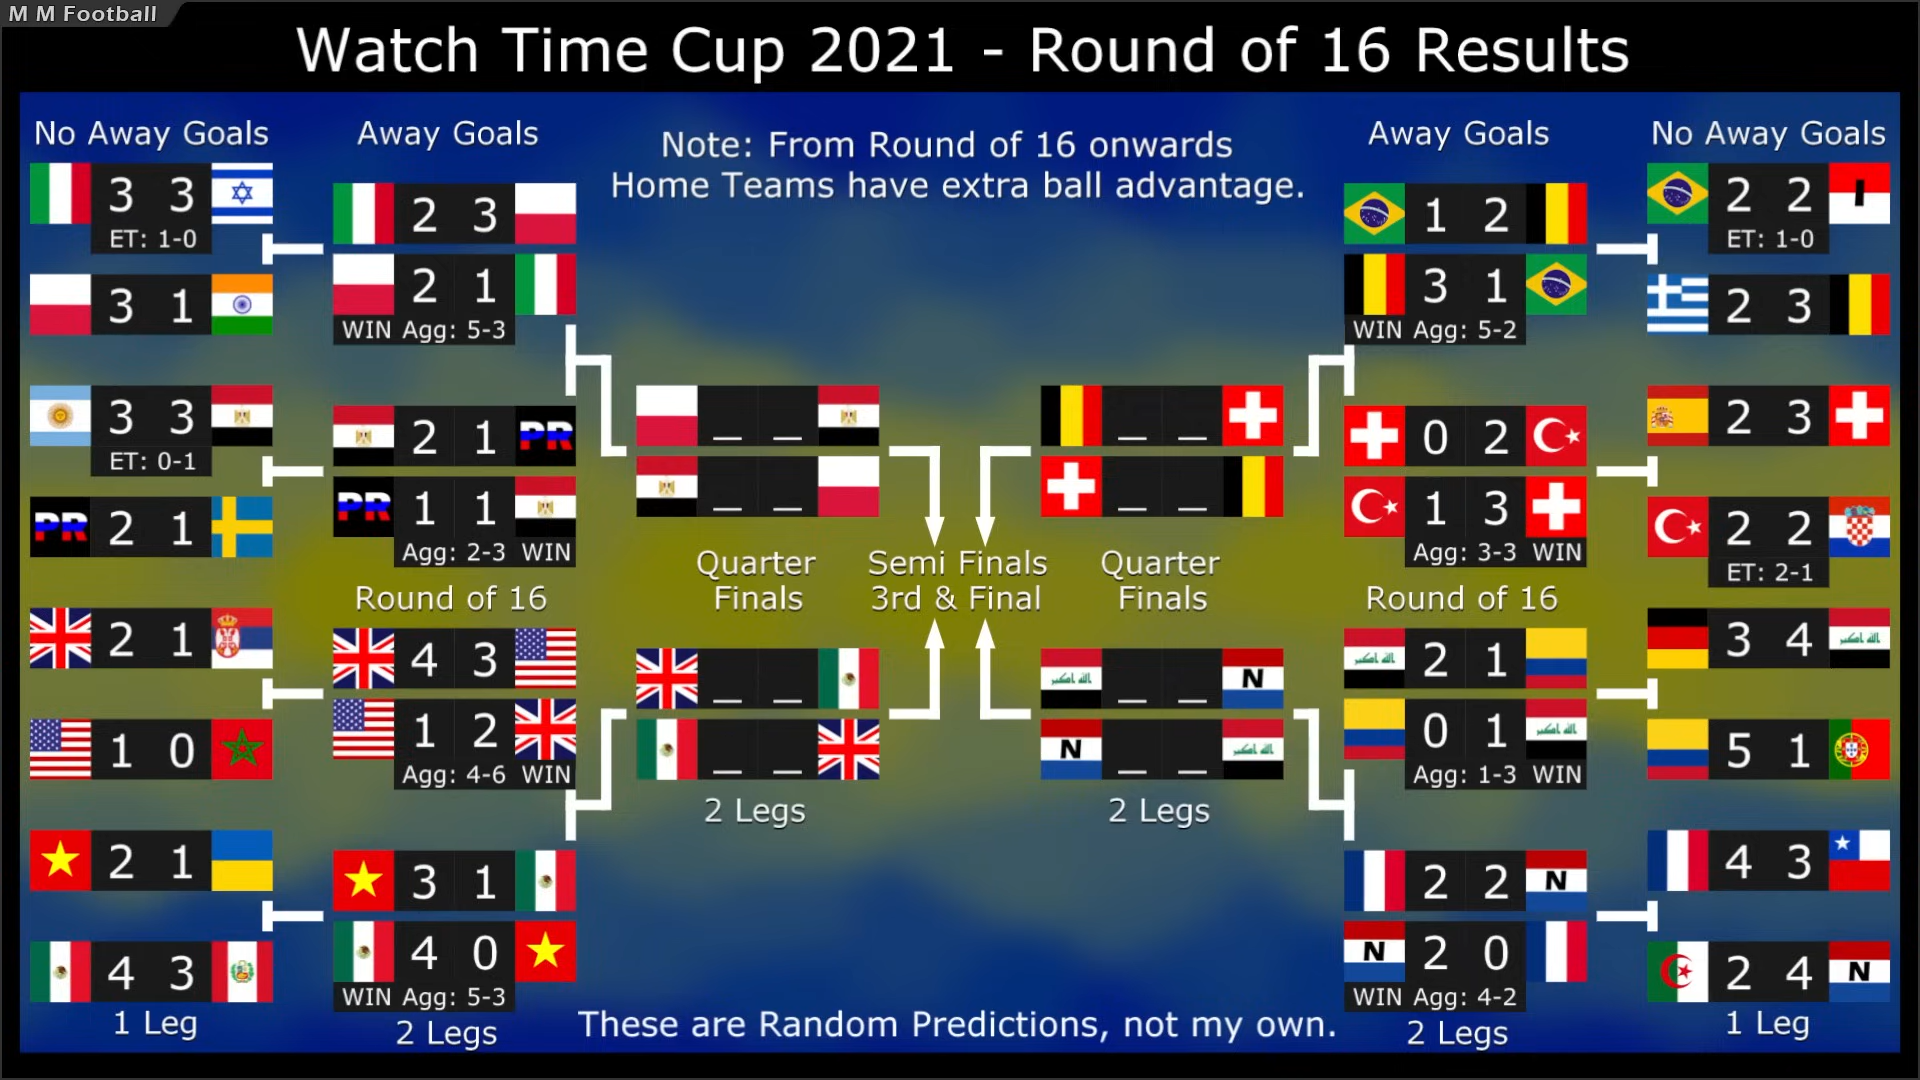 M M Football
Watch Time Cup 2021 - Round of 16 Results
No Away Goals
Away Goals
Note: From Round of 16 onwards
Home Teams have extra ball advantage.
Away Goals
No Away Goals
3 3
ET: 1-0
3 1
3 3
ET: 0-1
PR 2 1
2 1
1 0
2 1
4 3
1 Leg
2 3
2 1
WIN Agg: 5-3
2 1 PR
PR 1 1
Agg: 2-3 WIN
Round of 16
4 3
1 2
Agg: 4-6 WIN
3 1
4 0
WIN Agg: 5-3
2 Legs
_ _
_ _
Quarter
Finals
_ _
_ _
2 Legs
Semi Finals
3rd & Final
_ _
_ _
Quarter
Finals
_ _ N
N _ _
2 Legs
1 2
3 1
WIN Agg: 5-2
0 2
1 3
Agg: 3-3 WIN
Round of 16
2 1
0 1
Agg: 1-3 WIN
2 2 N
N 2 0
WIN Agg: 4-2
2 Legs
2 2 I
ET: 1-0
2 3
2 3
2 2
ET: 2-1
3 4
5 1
4 3
2 4 N
1 Leg
These are Random Predictions, not my own.